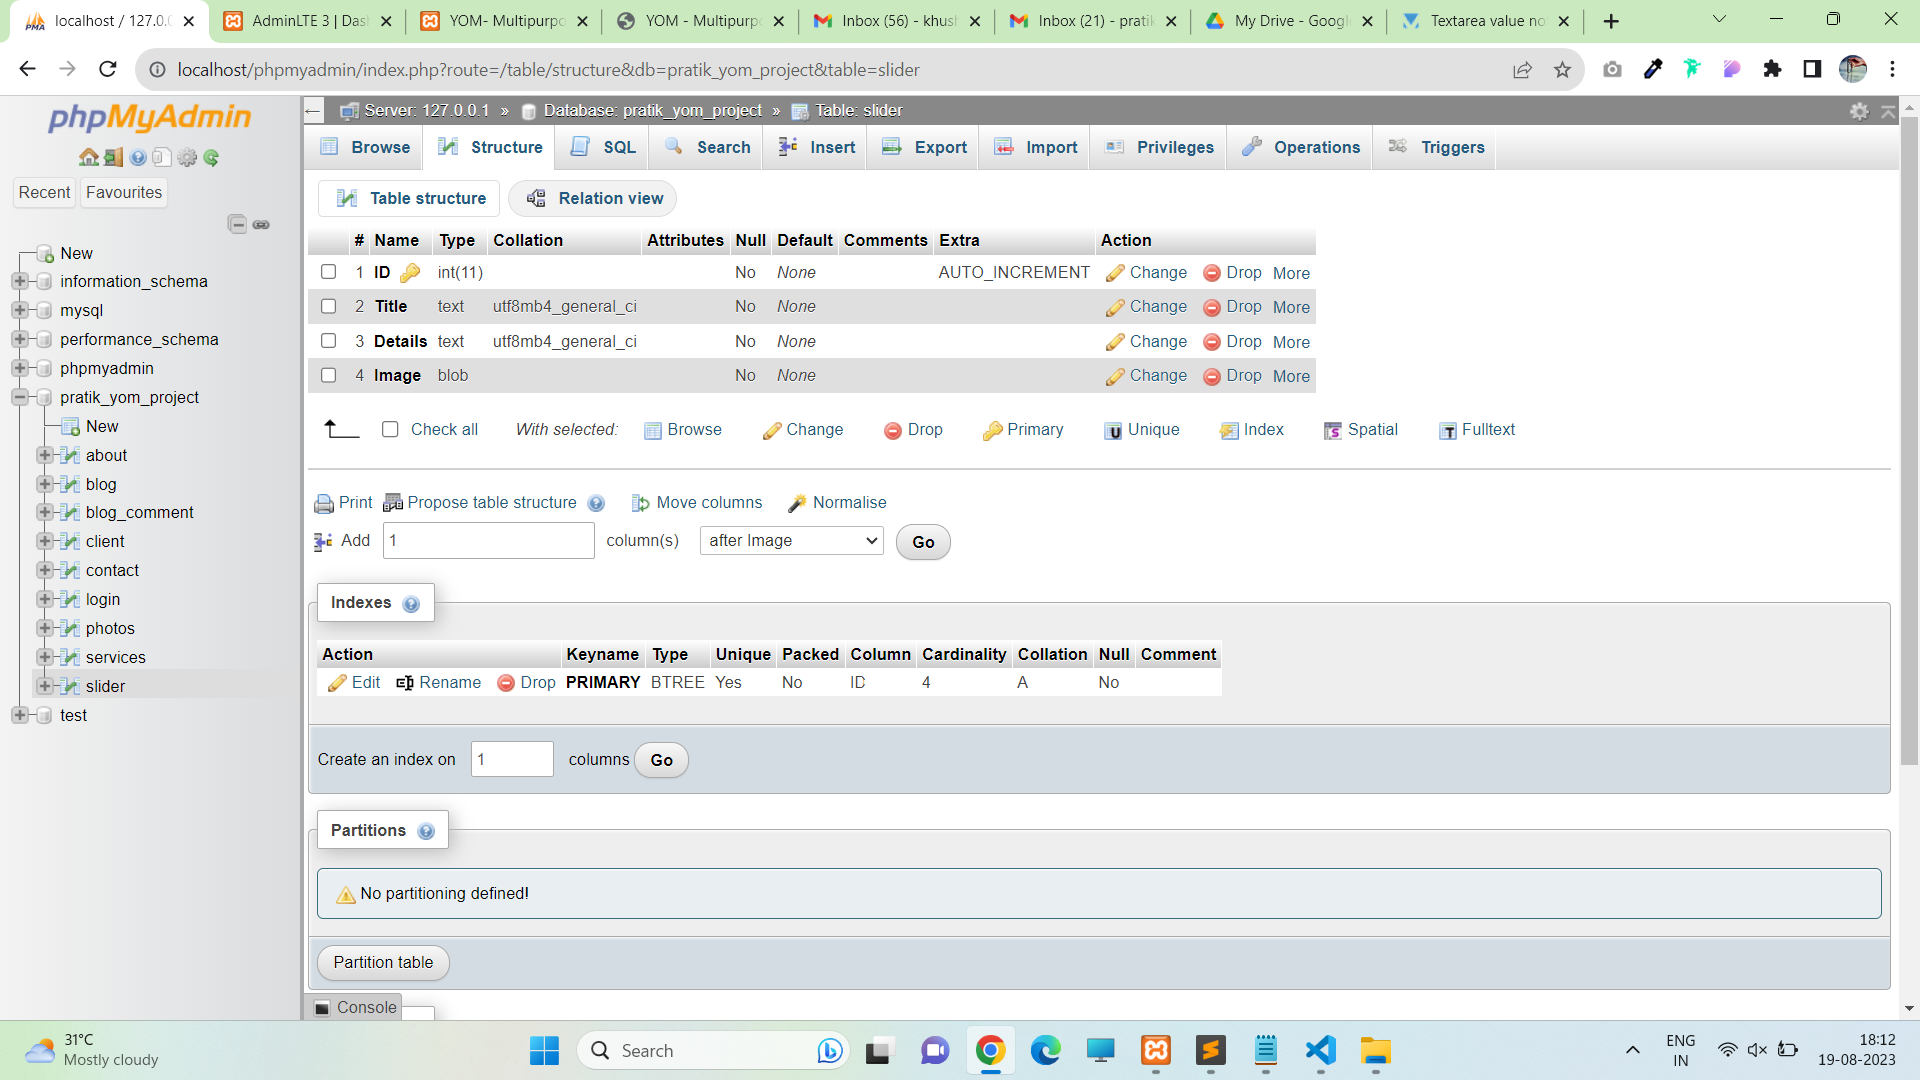 localhost / 127.0.0
AdminLTE 3 | Das
YOM- Multipurpo
YOM - Multipurp
Inbox (56) - khush
Inbox (21) - pratik
My Drive - Google
Textarea value no
localhost/phpmyadmin/index.php?route=/table/structure&db=pratik_yom_project&table=slider
phpMyAdmin
Recent Favourites
New
information_schema
mysql
performance_schema
phpmyadmin
pratik_yom_project
New
about
blog
blog_comment
client
contact
login
photos
services
slider
test
Server: 127.0.0.1 » Database: pratik_yom_project » Table: slider
Browse Structure SQL Search Insert Export Import Privileges Operations Triggers
Table structure Relation view
# Name Type Collation Attributes Null Default Comments Extra Action
1 ID int(11) No None AUTO_INCREMENT Change Drop More
2 Title text utf8mb4_general_ci No None Change Drop More
3 Details text utf8mb4_general_ci No None Change Drop More
4 Image blob No None Change Drop More
Check all With selected: Browse Change Drop Primary Unique Index Spatial Fulltext
Print Propose table structure Move columns Normalise
Add 1 column(s) after Image Go
Indexes
Action Keyname Type Unique Packed Column Cardinality Collation Null Comment
Edit Rename Drop PRIMARY BTREE Yes No ID 4 A No
Create an index on 1 columns Go
Partitions
No partitioning defined!
Partition table
Console
31°C
Mostly cloudy
Search
ENG
IN
18:12
19-08-2023